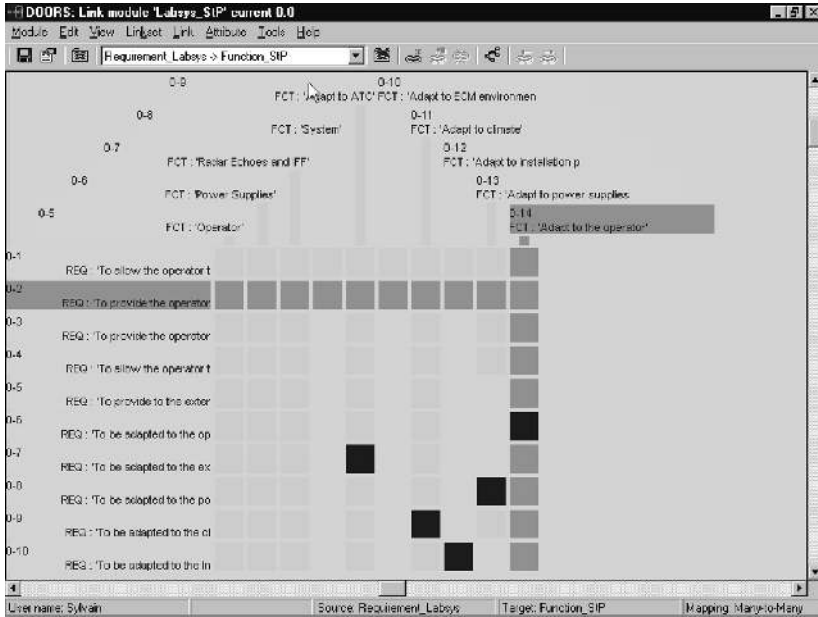 DOORS: Link module 'Labsys_StP' current 0.0
Module Edit View Linkset Link Attribute Tools Help
Requirement_Labsys -> Function_StP
0-9 0-10
FCT : 'Adapt to ATC' FCT : 'Adapt to ECM environmen
0-8 0-11
FCT : 'System' FCT : 'Adapt to climate'
0-7 0-12
FCT : 'Radar Echoes and IFF' FCT : 'Adapt to installation p
0-6 0-13
FCT : 'Power Supplies' FCT : 'Adapt to power supplies
0-5 0-14
FCT : 'Operator' FCT : 'Adapt to the operator'
0-1
REQ : 'To allow the operator t
0-2
REQ : 'To provide the operator
0-3
REQ : 'To provide the operator
0-4
REQ : 'To allow the operator t
0-5
REQ : 'To provide to the exter
0-6
REQ : 'To be adapted to the op
0-7
REQ : 'To be adapted to the ex
0-8
REQ : 'To be adapted to the po
0-9
REQ : 'To be adapted to the cl
0-10
REQ : 'To be adapted to the In
User name: Sylvain Source: Requirement_Labsys Target: Function_StP Mapping: Many-to-Many